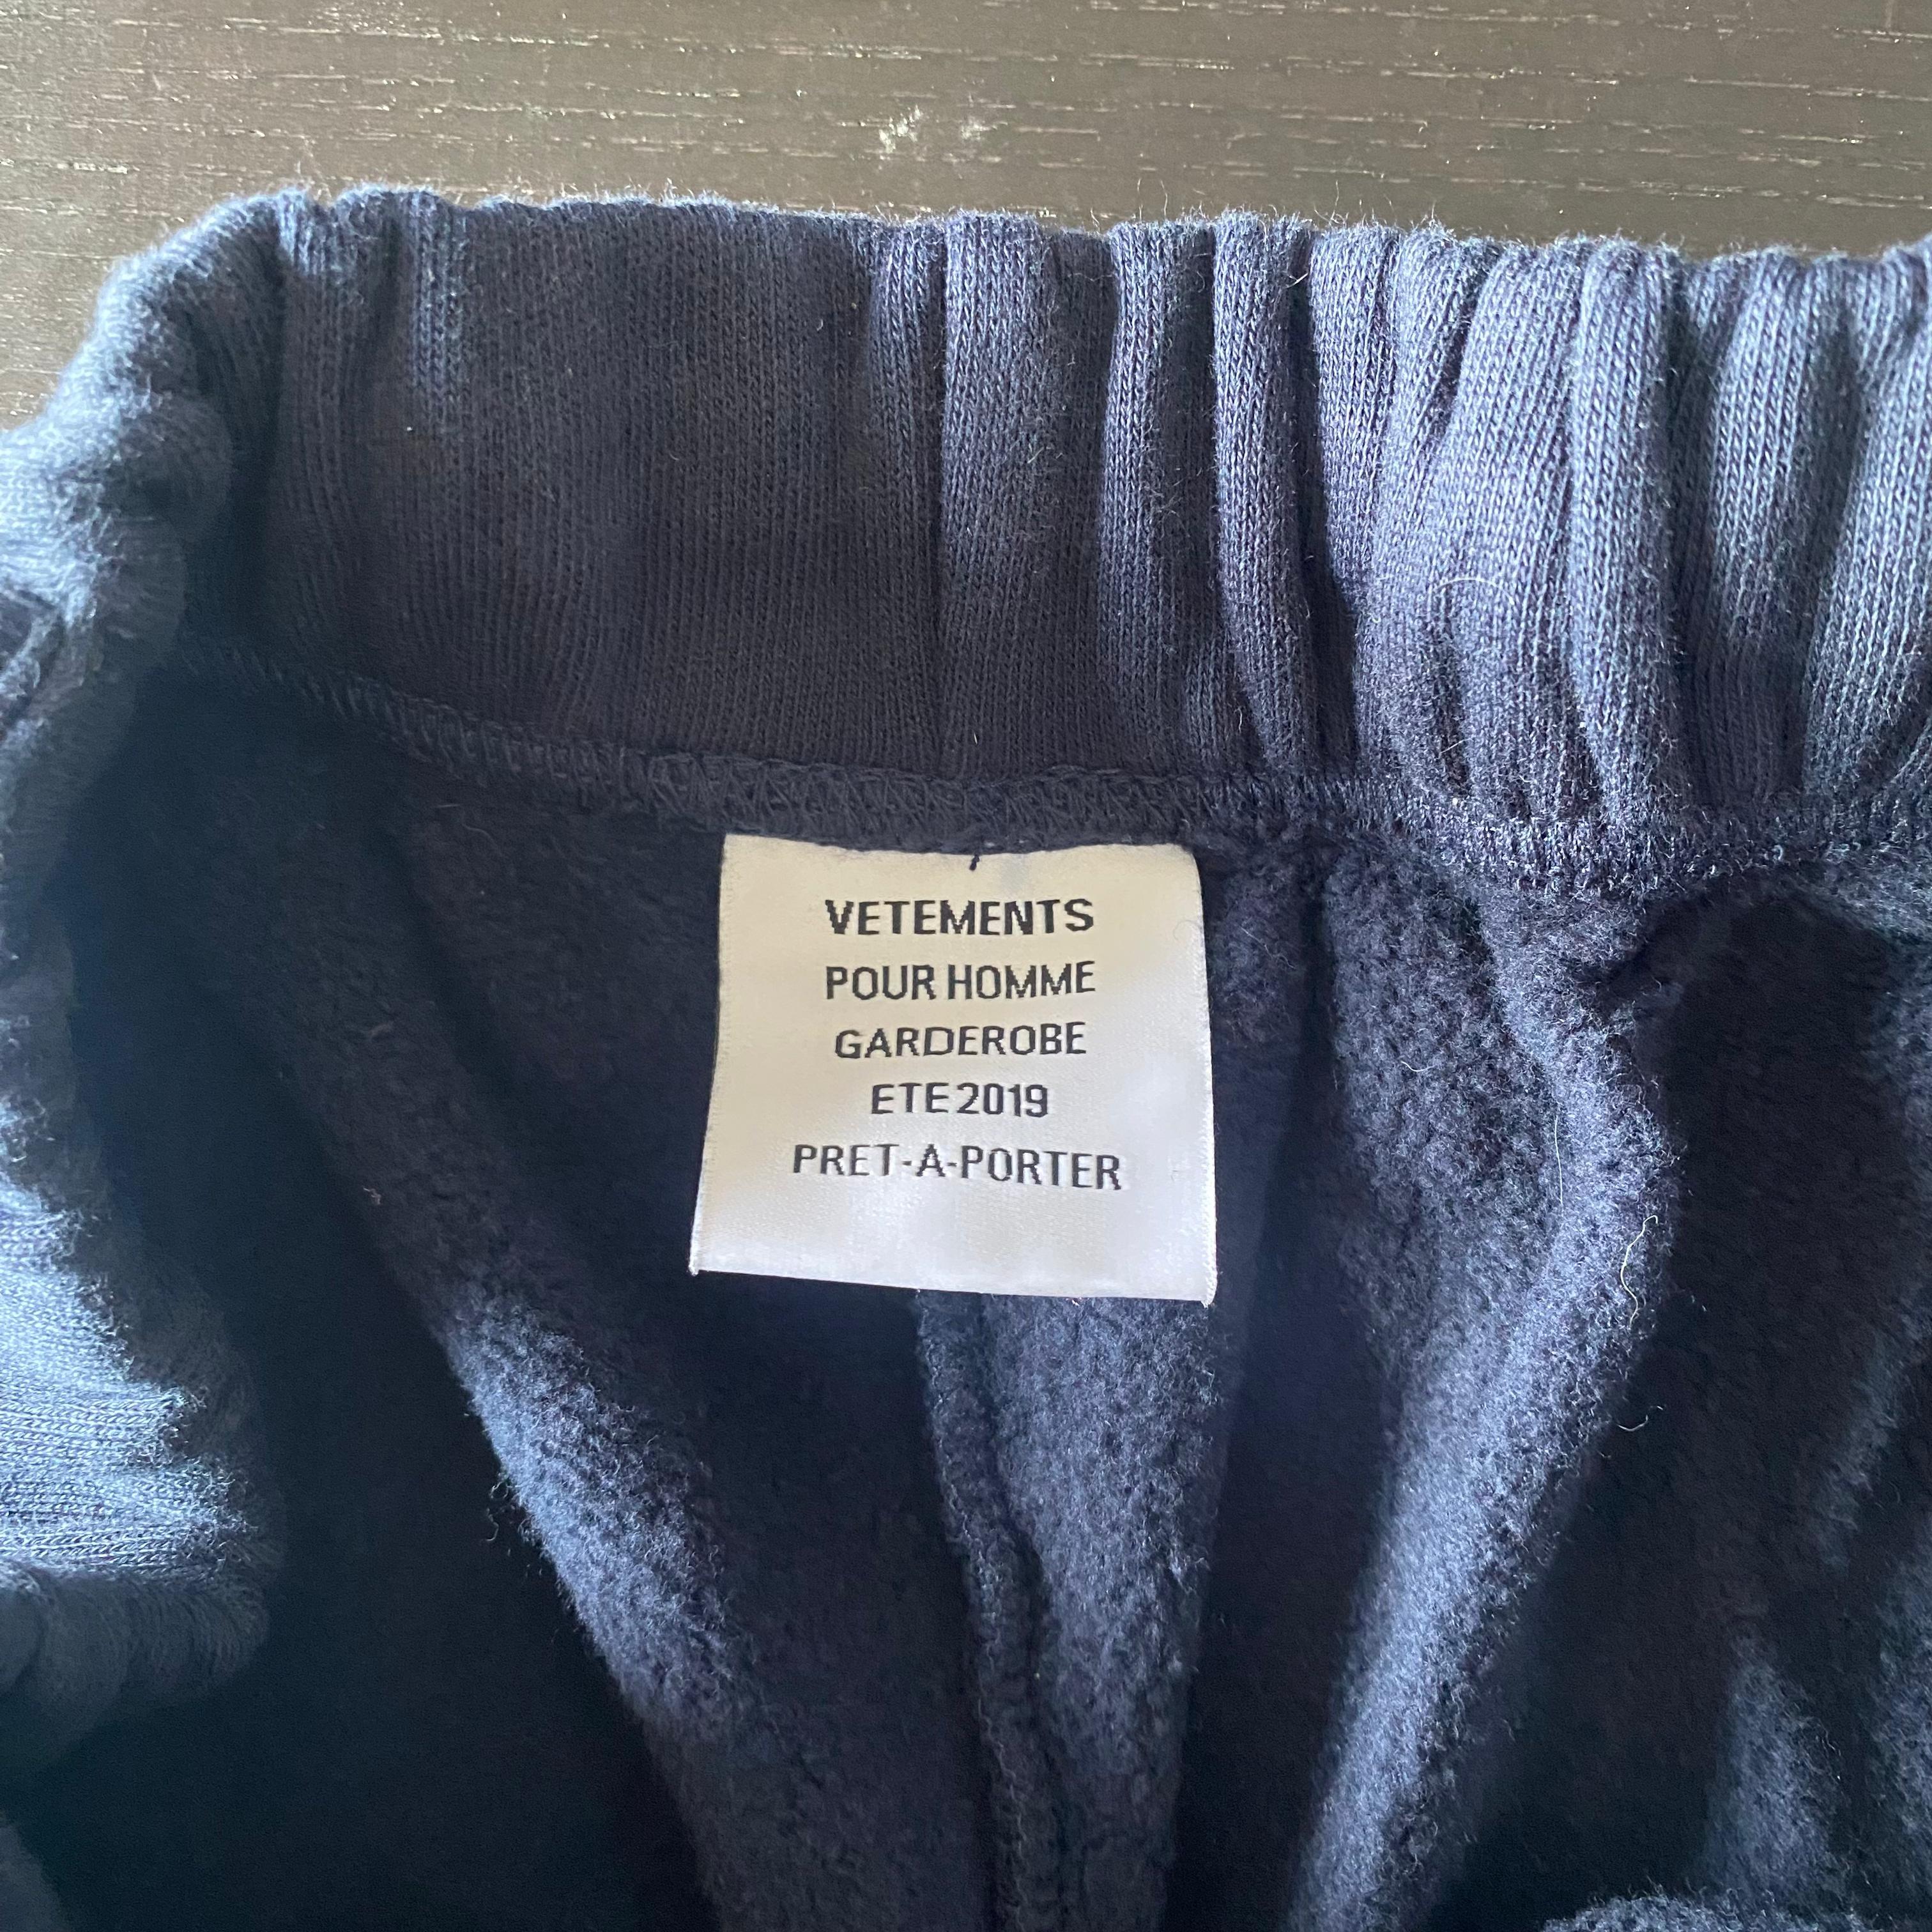 VETEMENTS
POUR HOMME
GARDEROBE
ETE 2019
PRET-A-PORTER